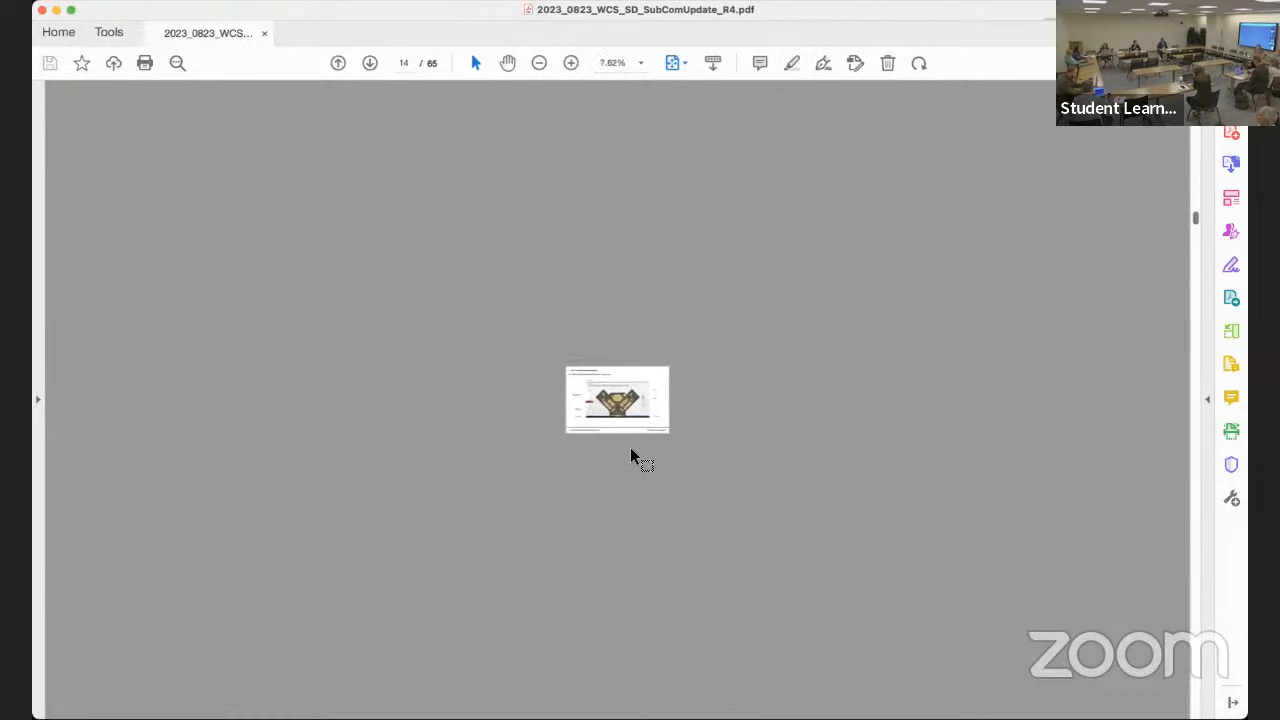 2023_0823_WCS_SD_SubComUpdate_R4.pdf
Home
Tools
2023_0823_WCS...
14 / 65
7.62%
Student Learn...
zoom